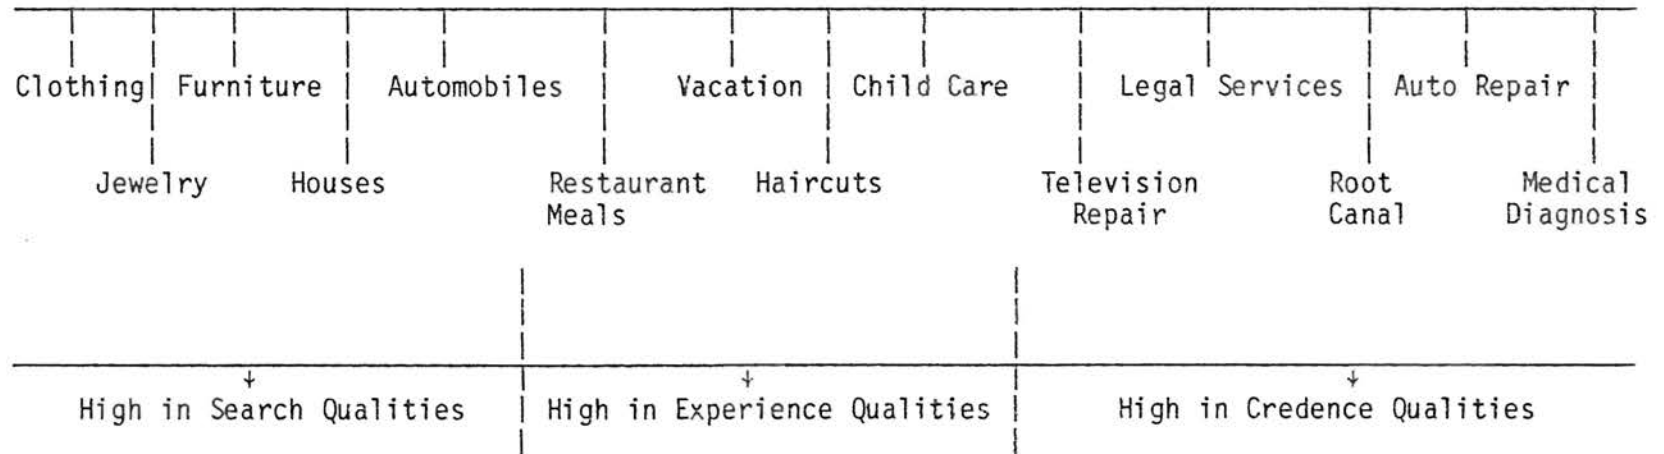 Clothing Furniture Automobiles Vacation Child Care Legal Services Auto Repair
Jewelry Houses Restaurant Haircuts Television Root Medical
Meals Repair Canal Diagnosis
High in Search Qualities High in Experience Qualities High in Credence Qualities